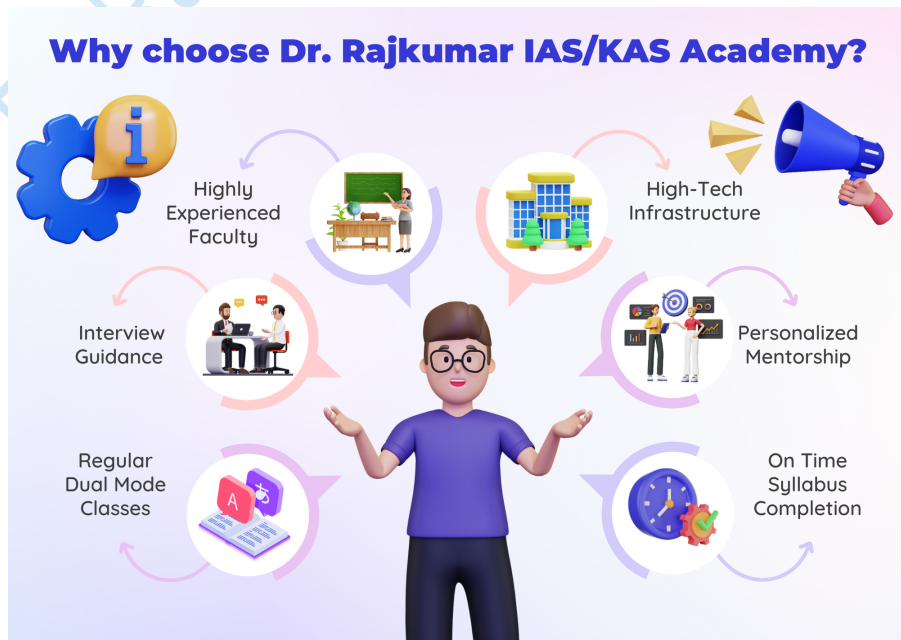 Why choose Dr. Rajkumar IAS/KAS Academy?
i
Highly
Experienced
Faculty
High-Tech
Infrastructure
Interview
Guidance
Personalized
Mentorship
Regular
Dual Mode
Classes
A
あ
On Time
Syllabus
Completion